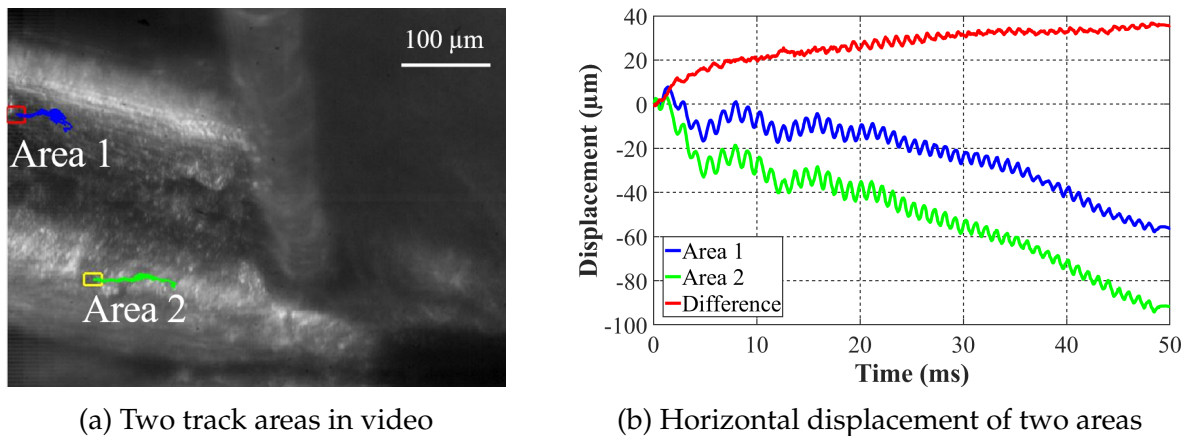 100 μm
Area 1
Area 2
(a) Two track areas in video
40
20
0
-20
-40
-60
-80
-100
Displacement (μm)
Area 1
Area 2
Difference
0
10
20
30
40
50
Time (ms)
(b) Horizontal displacement of two areas